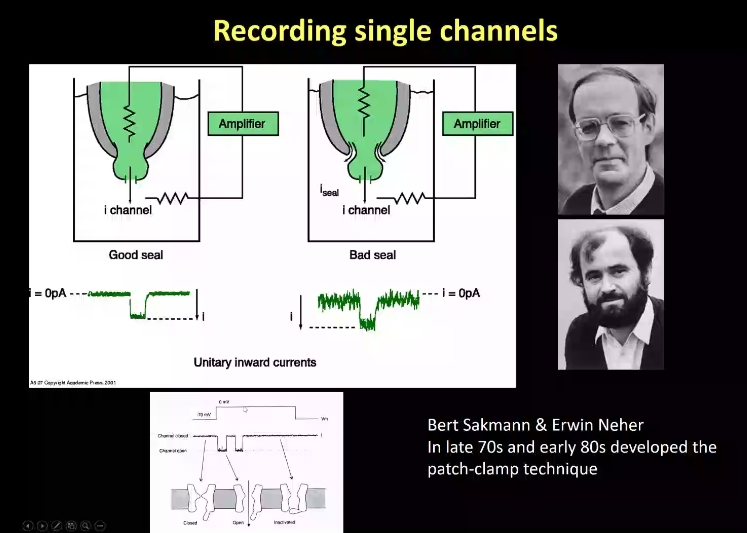 Recording single channels
Amplifier
Amplifier
i seal
i channel
i channel
Good seal
Bad seal
i = 0pA
i
i
i = 0pA
Unitary inward currents
AS 07 Copyright Academic Press, 2001
0 mV
-70 mV
Vm
Channel closed
I
Channel open
Closed
Open
Inactivated
Bert Sakmann & Erwin Neher
In late 70s and early 80s developed the
patch-clamp technique